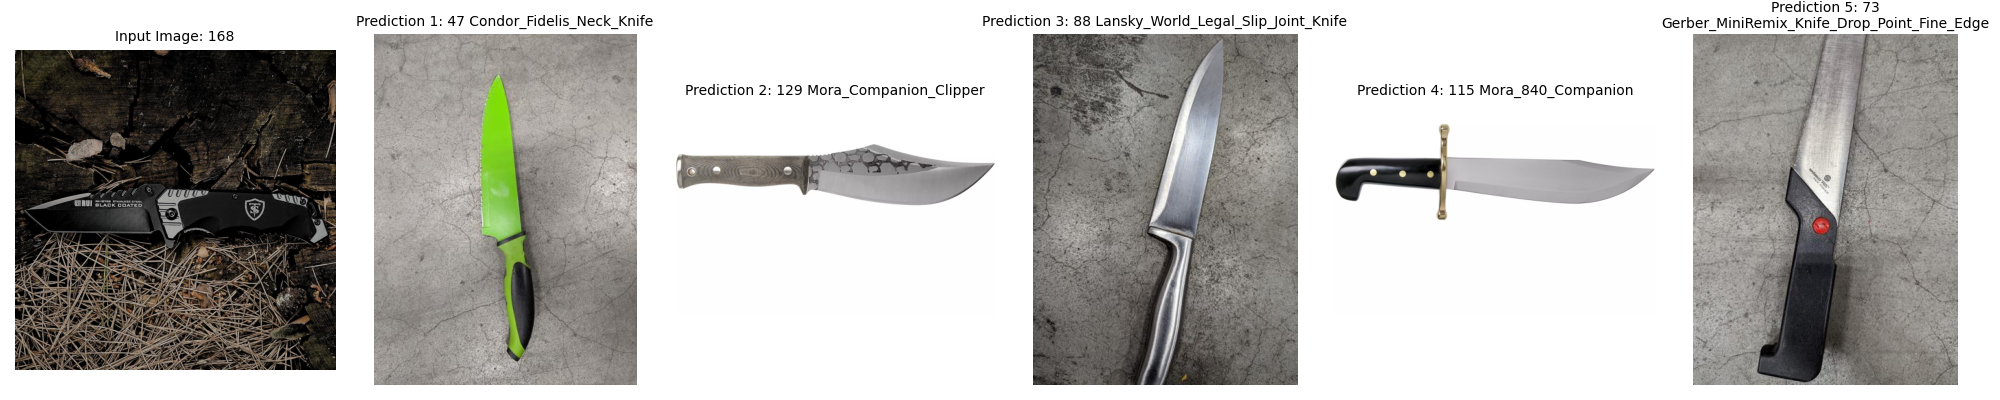 Input Image: 168
Prediction 1: 47 Condor_Fidelis_Neck_Knife
Prediction 2: 129 Mora_Companion_Clipper
Prediction 3: 88 Lansky_World_Legal_Slip_Joint_Knife
Prediction 4: 115 Mora_840_Companion
Prediction 5: 73
Gerber_MiniRemix_Knife_Drop_Point_Fine_Edge
BLACK COATED